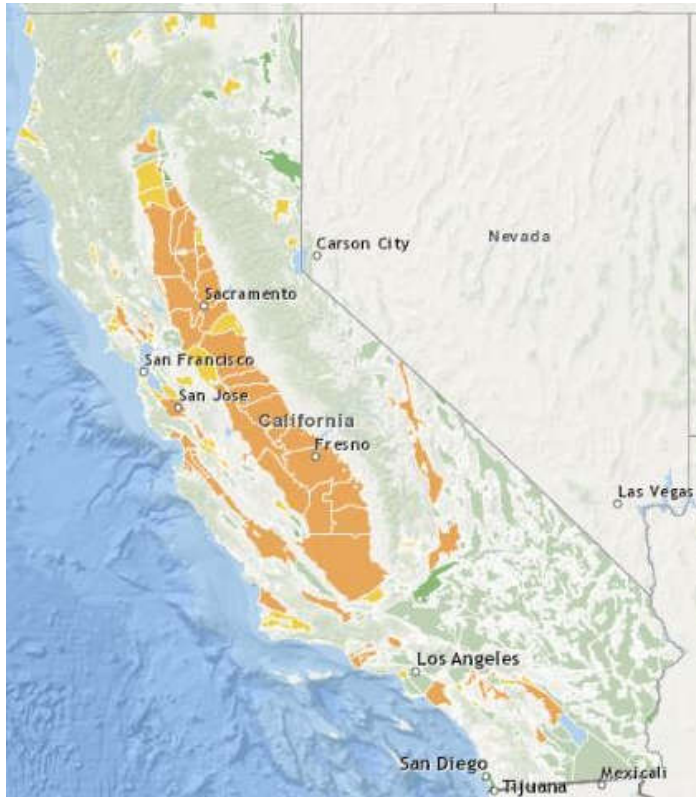 Carson City
Nevada
Sacramento
San Francisco
San Jose
California
Fresno
Las Vegas
Los Angeles
San Diego
Tijuana
Mexicali